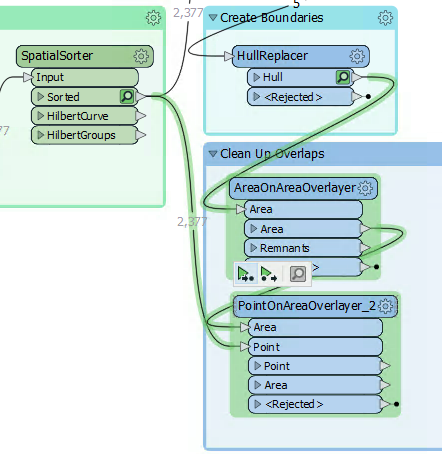 5
2,377
Create Boundaries
SpatialSorter
Input
Sorted
HilbertCurve
HilbertGroups
77
HullReplacer
Hull
<Rejected>
Clean Up Overlaps
AreaOnAreaOverlayer
Area
Area
Remnants
>
2,377
PointOnAreaOverlayer_2
Area
Point
Point
Area
<Rejected>